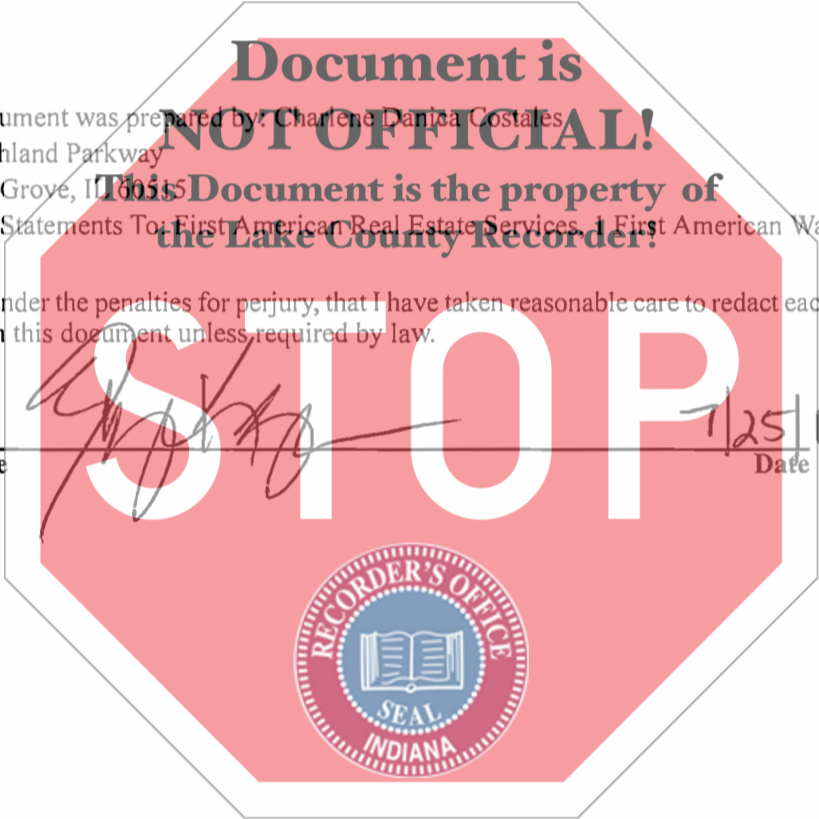 Document is
ument was prepared by: Charlene Danica Costales
NOT OFFICIAL!
hland Parkway
Grove, IL 60515
This Document is the property of
Statements To: First American Real Estate Services, 1 First American Wa
the Lake County Recorder!
nder the penalties for perjury, that I have taken reasonable care to redact eac
this document unless required by law.
STOP
7/25/
Date
RECORDER'S OFFICE
SEAL
INDIANA